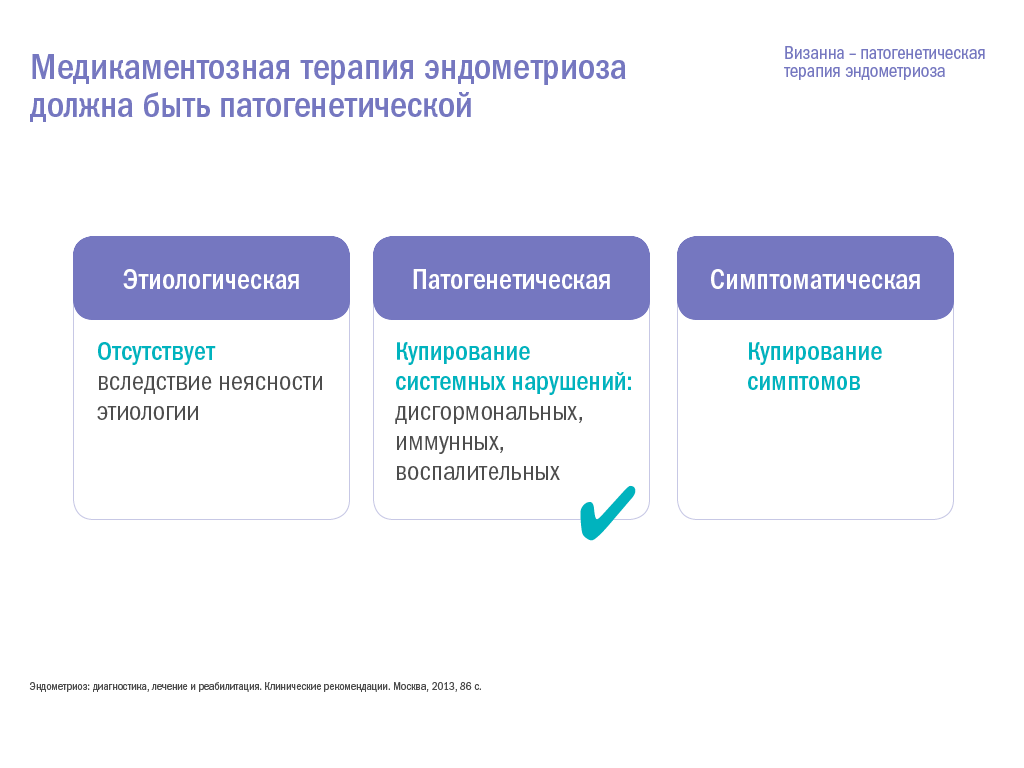 Медикаментозная терапия эндометриоза
должна быть патогенетической
Визанна – патогенетическая
терапия эндометриоза
Этиологическая
Отсутствует
вследствие неясности
этиологии
Патогенетическая
Купирование
системных нарушений:
дисгормональных,
иммунных,
воспалительных
Симптоматическая
Купирование
симптомов
Эндометриоз: диагностика, лечение и реабилитация. Клинические рекомендации. Москва, 2013, 86 с.